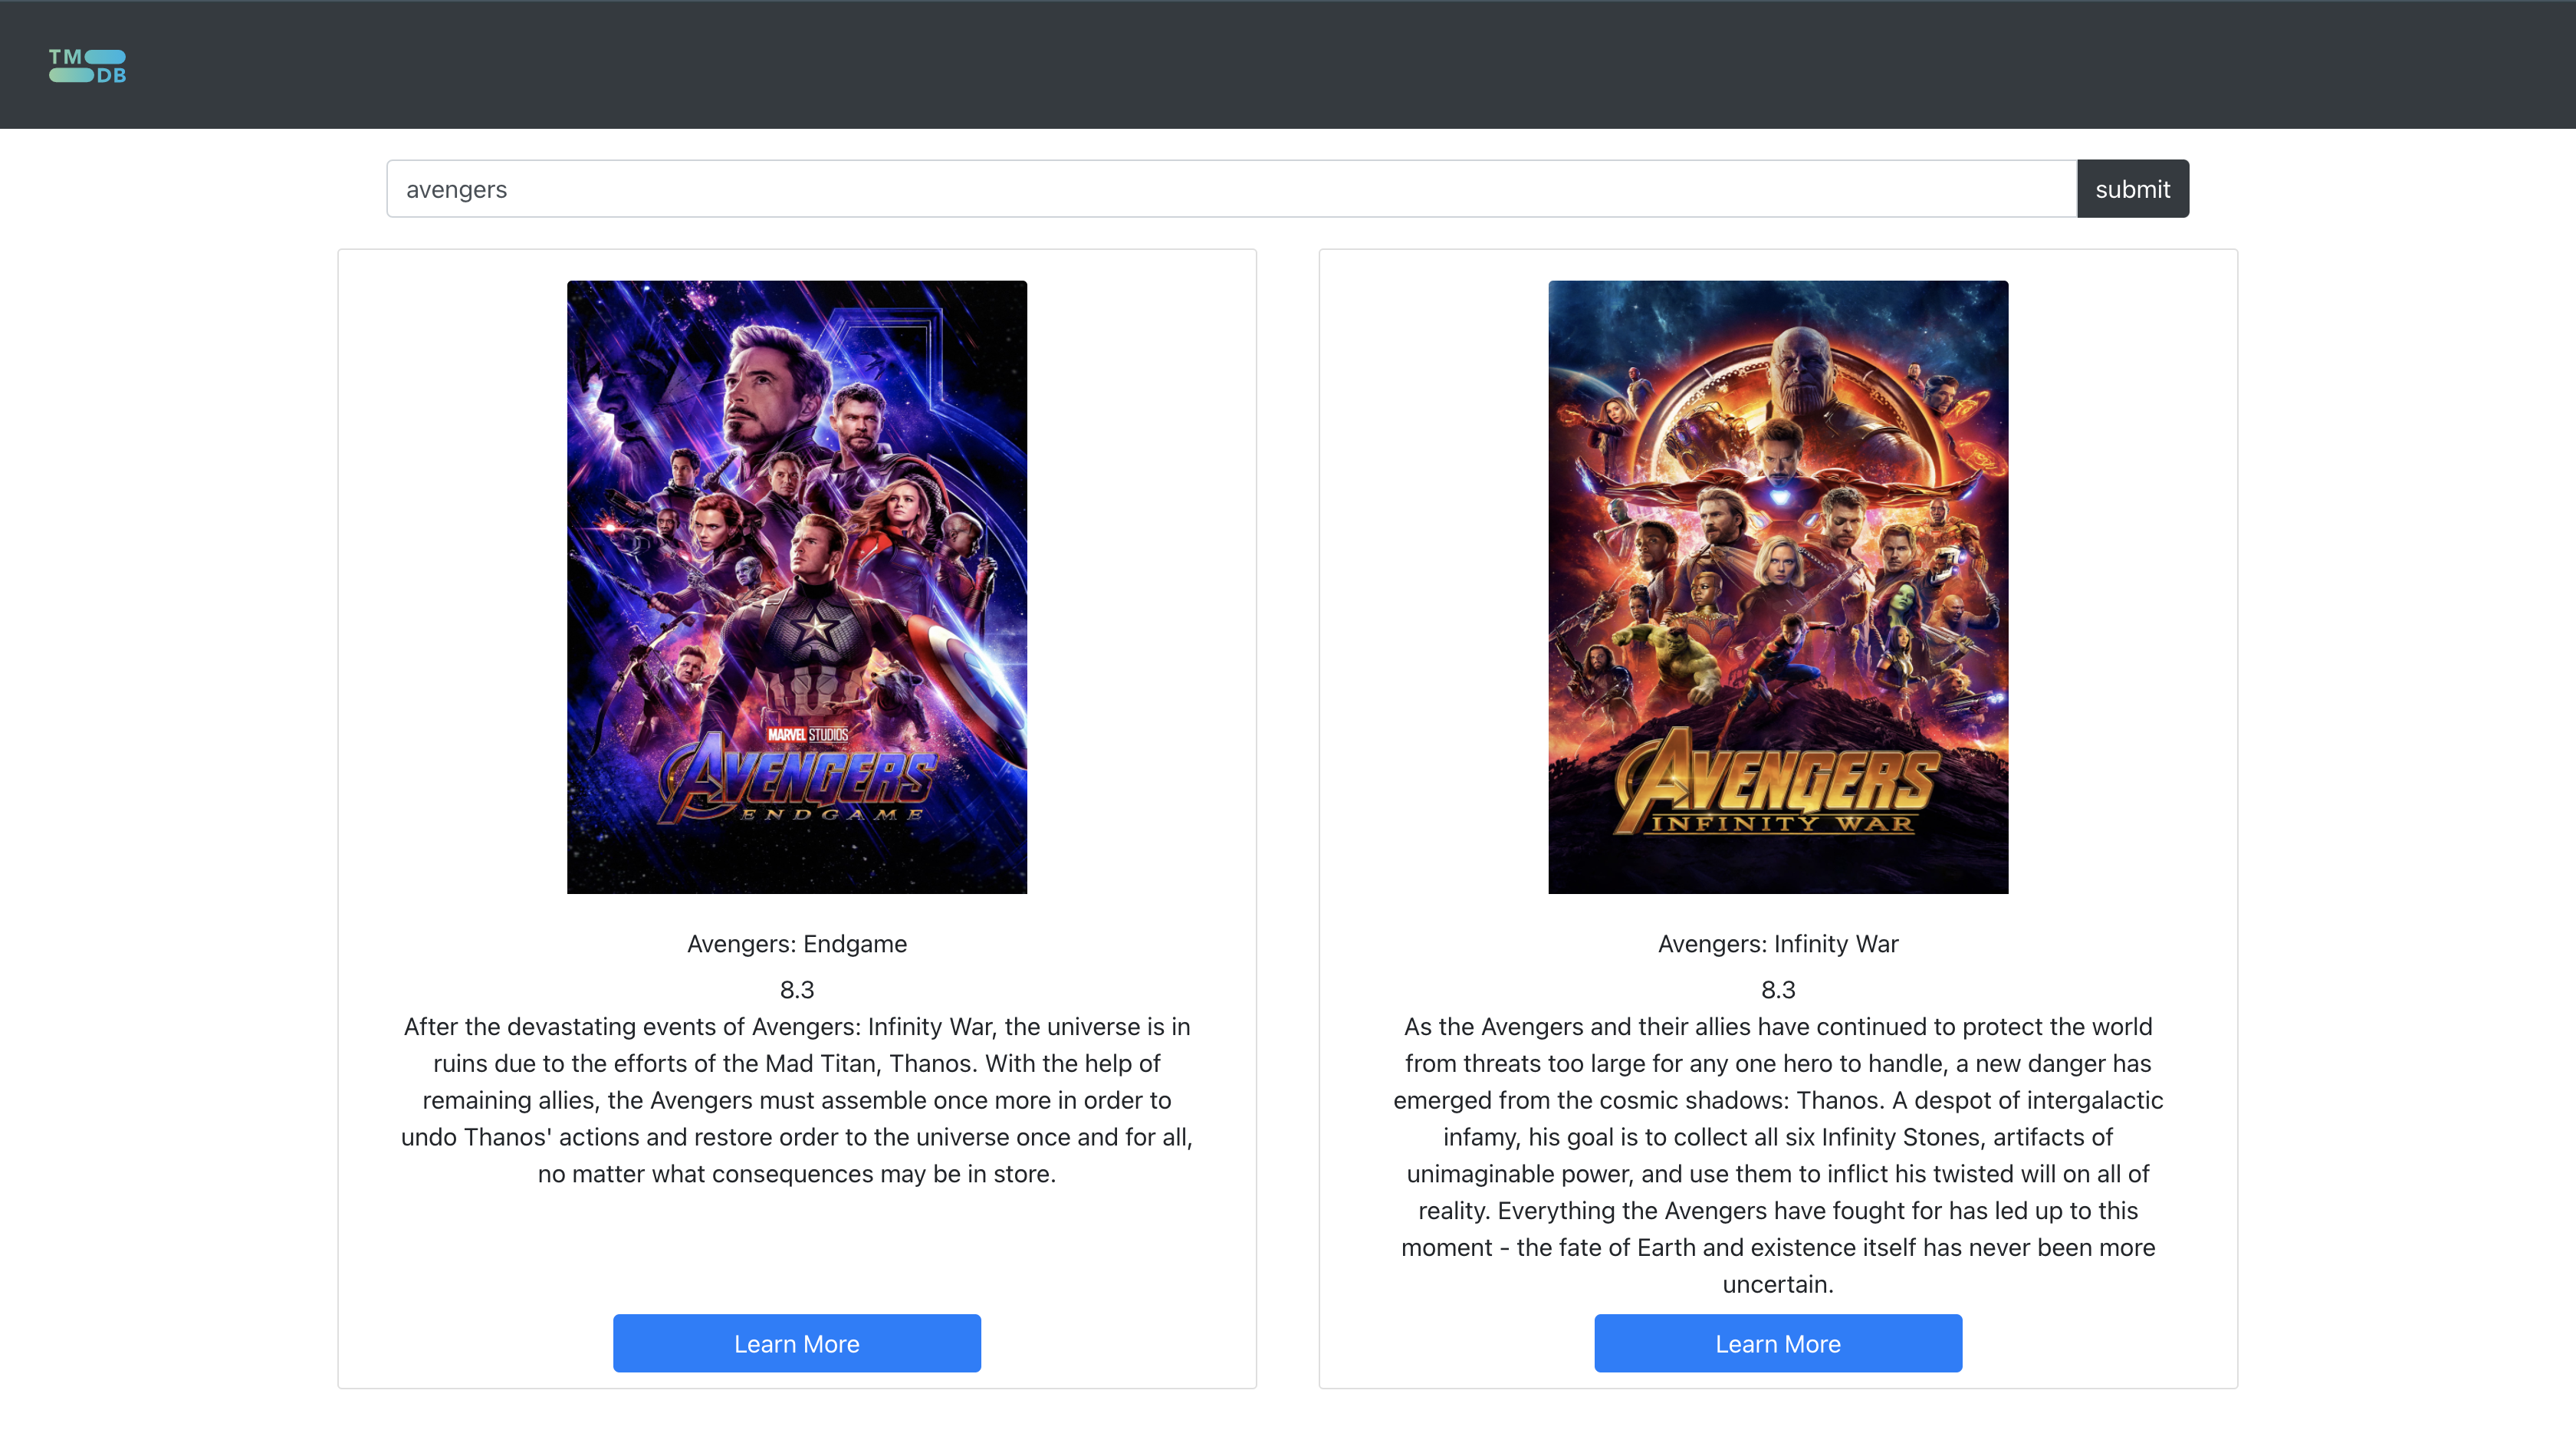 TM
DB
avengers
submit
MARVEL STUDIOS
AVENGERS
ENDGAME
AVENGERS
INFINITY WAR
Avengers: Endgame
8.3
After the devastating events of Avengers: Infinity War, the universe is in
ruins due to the efforts of the Mad Titan, Thanos. With the help of
remaining allies, the Avengers must assemble once more in order to
undo Thanos' actions and restore order to the universe once and for all,
no matter what consequences may be in store.
Learn More
Avengers: Infinity War
8.3
As the Avengers and their allies have continued to protect the world
from threats too large for any one hero to handle, a new danger has
emerged from the cosmic shadows: Thanos. A despot of intergalactic
infamy, his goal is to collect all six Infinity Stones, artifacts of
unimaginable power, and use them to inflict his twisted will on all of
reality. Everything the Avengers have fought for has led up to this
moment - the fate of Earth and existence itself has never been more
uncertain.
Learn More